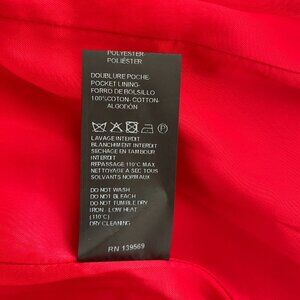 POLYESTER-
POLIÉSTER
DOUBLURE POCHE-
POCKET LINING-
FORRO DE BOLSILLO
100%COTON-COTTON-
ALGODÓN
LAVAGE INTERDIT
BLANCHIMENT INTERDIT
SECHAGE EN TAMBOUR
INTERDIT
REPASSAGE 110°C MAX
NETTOYAGE A SEC TOUS
SOLVANTS NORMAUX
DO NOT WASH
DO NOT BLEACH
DO NOT TUMBLE DRY
IRON - LOW HEAT
(110°C)
DRY CLEANING
RN 139569